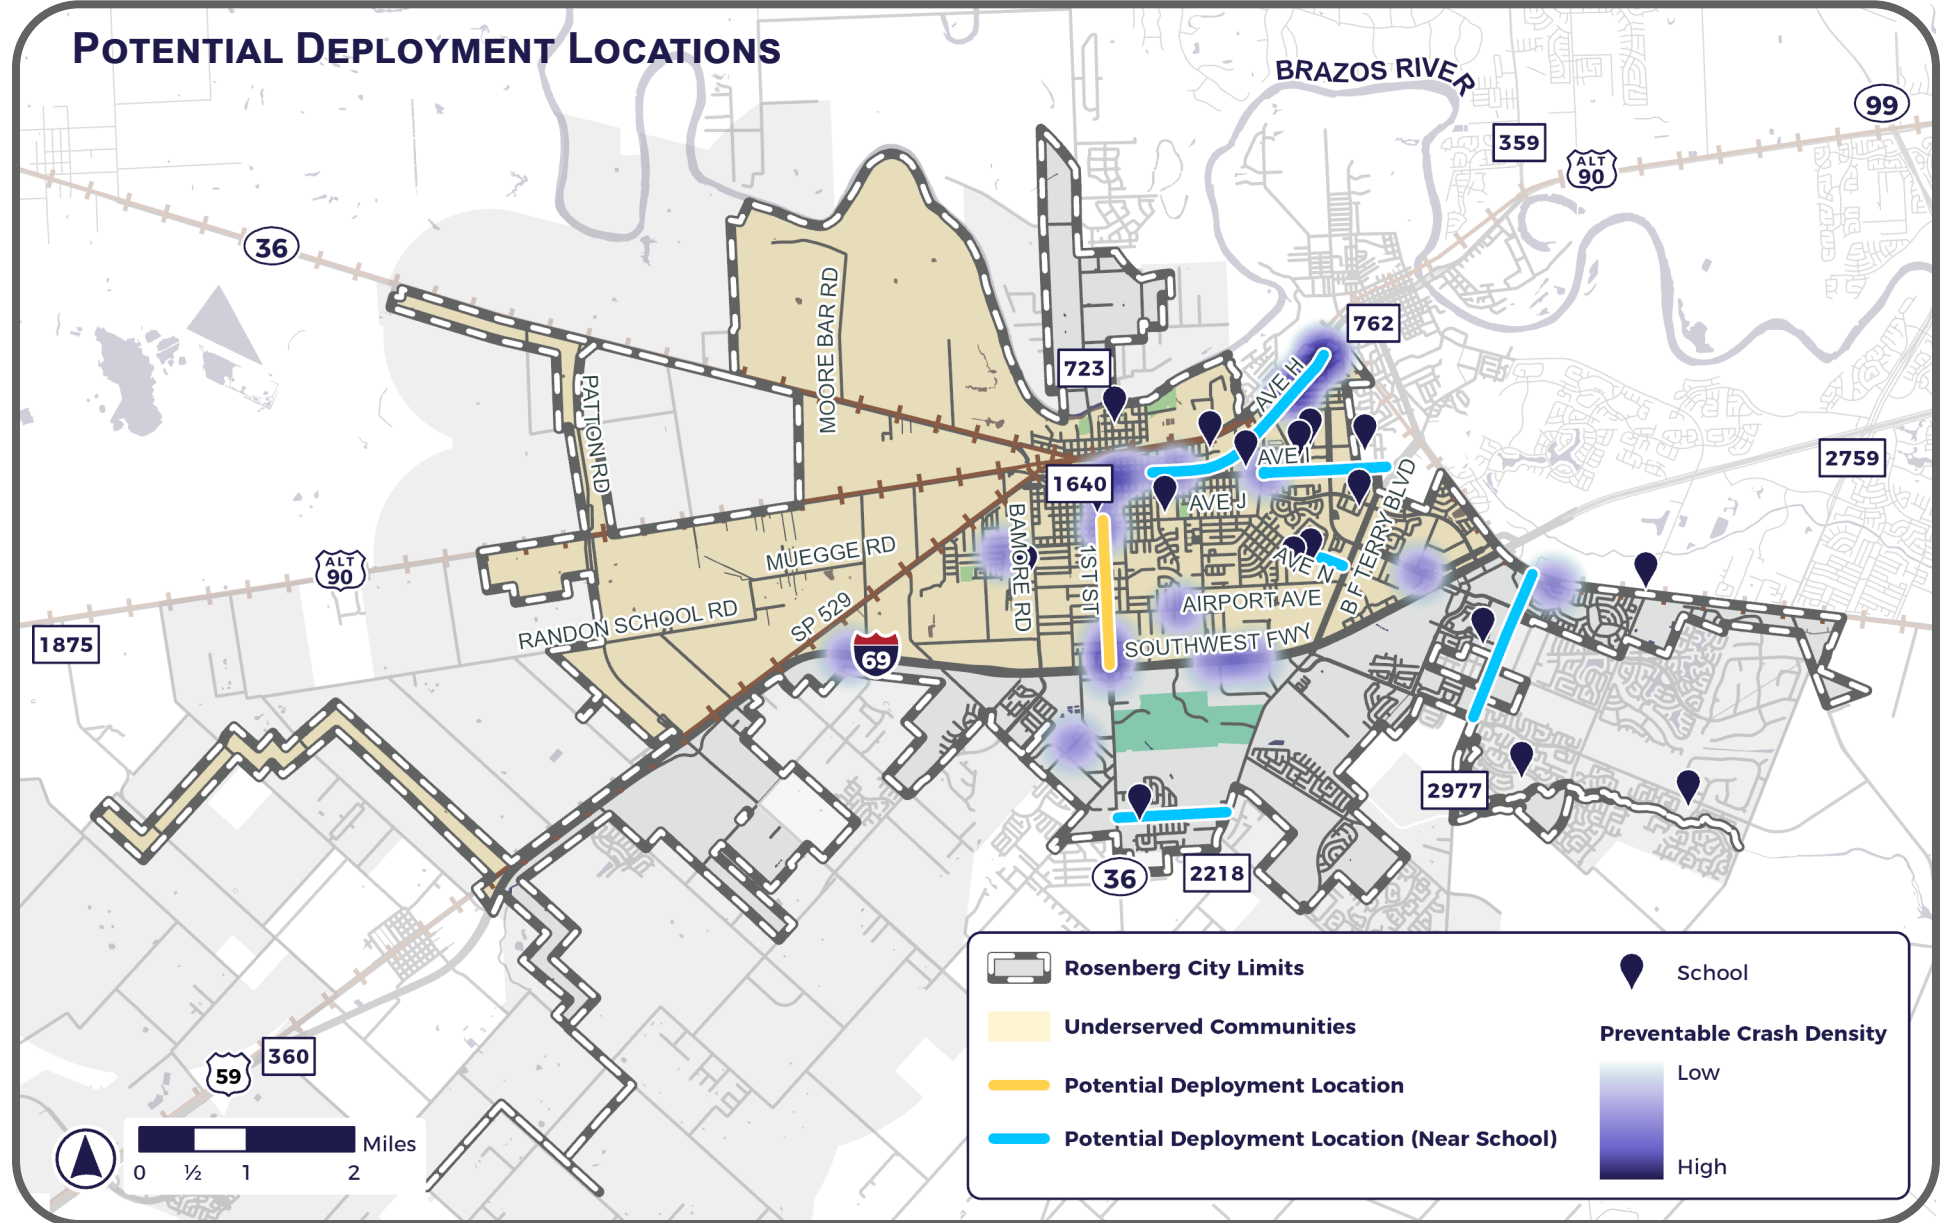 POTENTIAL DEPLOYMENT LOCATIONS
BRAZOS RIVER
99
359
ALT
90
36
762
723
MOORE BAR RD
AVE H
PATTON RD
AVE I
2759
1640
AVE J
BF TERRY BLVD
BAMORE RD
1ST ST
MUEGGE RD
AVE N
ALT
90
AIRPORT AVE
SP 529
RANDON SCHOOL RD
SOUTHWEST FWY
1875
69
2977
36
2218
59
360
0
½
1
2
Miles
Rosenberg City Limits
Underserved Communities
Potential Deployment Location
Potential Deployment Location (Near School)
School
Preventable Crash Density
Low
High